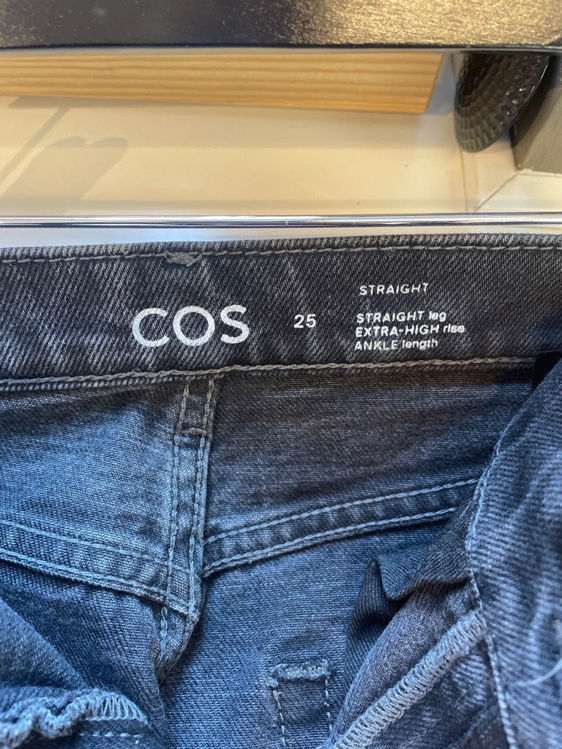 COS
25
STRAIGHT
STRAIGHT leg
EXTRA-HIGH rise
ANKLE length